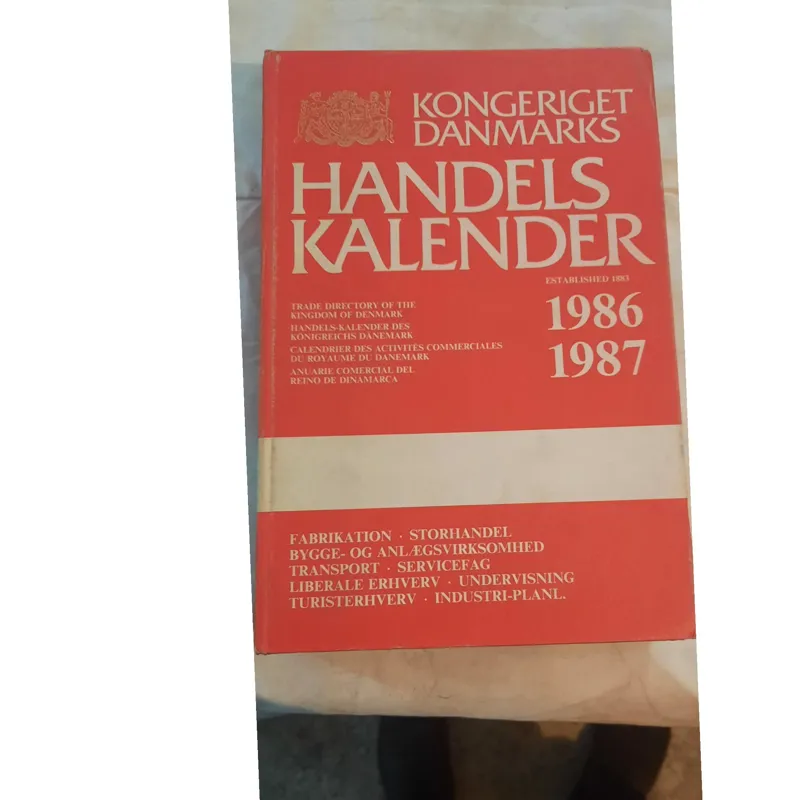 KONGERIGET
DANMARKS
HANDELS
KALENDER
ESTABLISHED 1883
TRADE DIRECTORY OF THE
KINGDOM OF DENMARK
HANDELS-KALENDER DES
KÖNIGREICHS DÄNEMARK
CALENDRIER DES ACTIVITÉS COMMERCIALES
DU ROYAUME DU DANEMARK
ANUARIE COMERCIAL DEL
REINO DE DINAMARCA
1986
1987
FABRIKATION · STORHANDEL
BYGGE- OG ANLÆGSVIRKSOMHED
TRANSPORT · SERVICEFAG
LIBERALE ERHVERV · UNDERVISNING
TURISTERHVERV · INDUSTRI-PLANL.